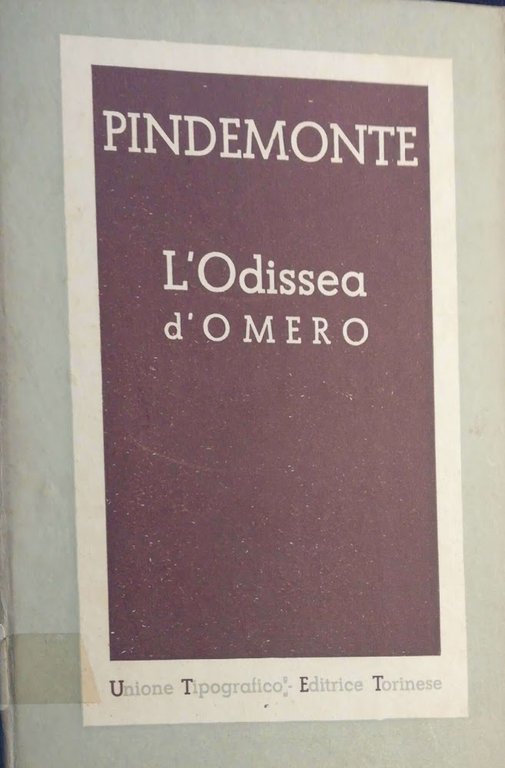 PINDEMONTE
L'Odissea
d'OMERO
Unione Tipografico - Editrice Torinese